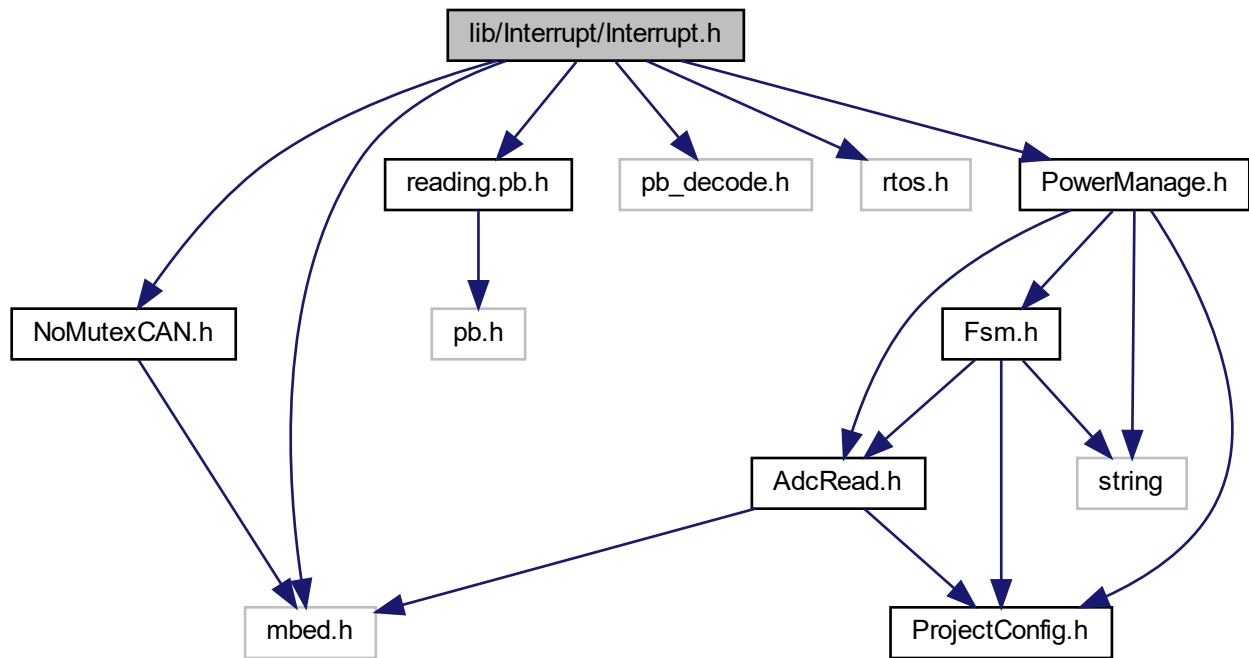 lib/Interrupt/Interrupt.h
reading.pb.h
pb_decode.h
rtos.h
PowerManage.h
NoMutexCAN.h
pb.h
Fsm.h
AdcRead.h
string
mbed.h
ProjectConfig.h